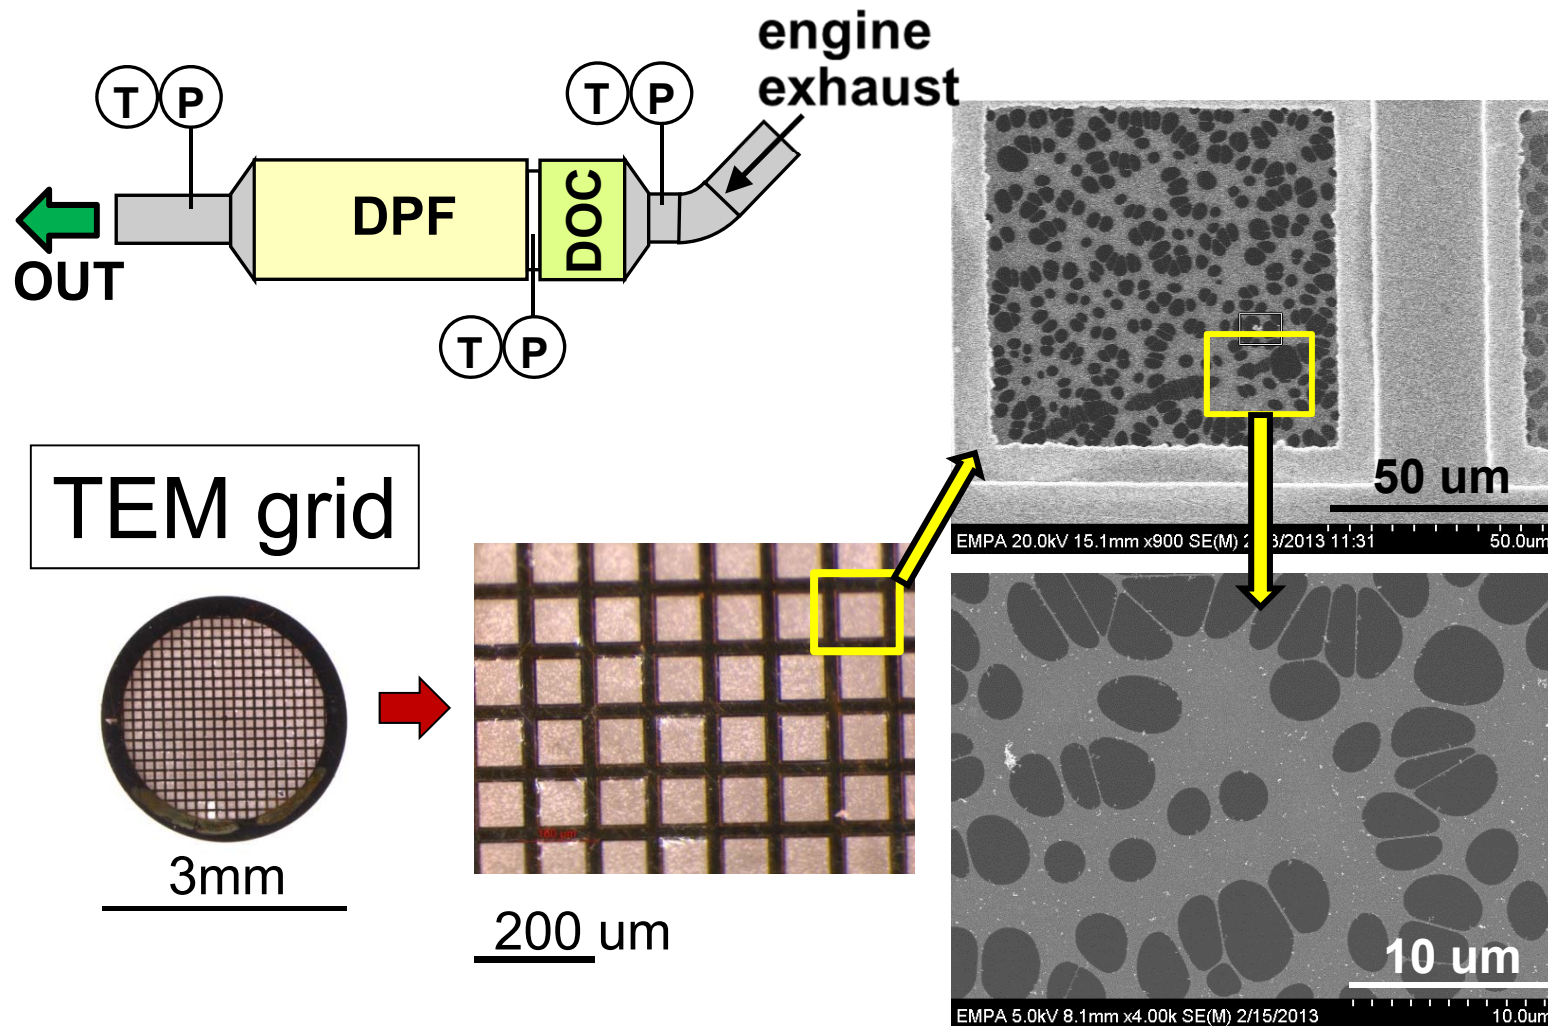 engine
exhaust
T P
T P
DPF
DOC
OUT
T P
TEM grid
3mm
200 um
50 um
EMPA 20.0kV 15.1mm x900 SE(M) 11:31
50.0um
10 um
EMPA 5.0kV 8.1mm x4.00k SE(M) 2/15/2013
10.0um